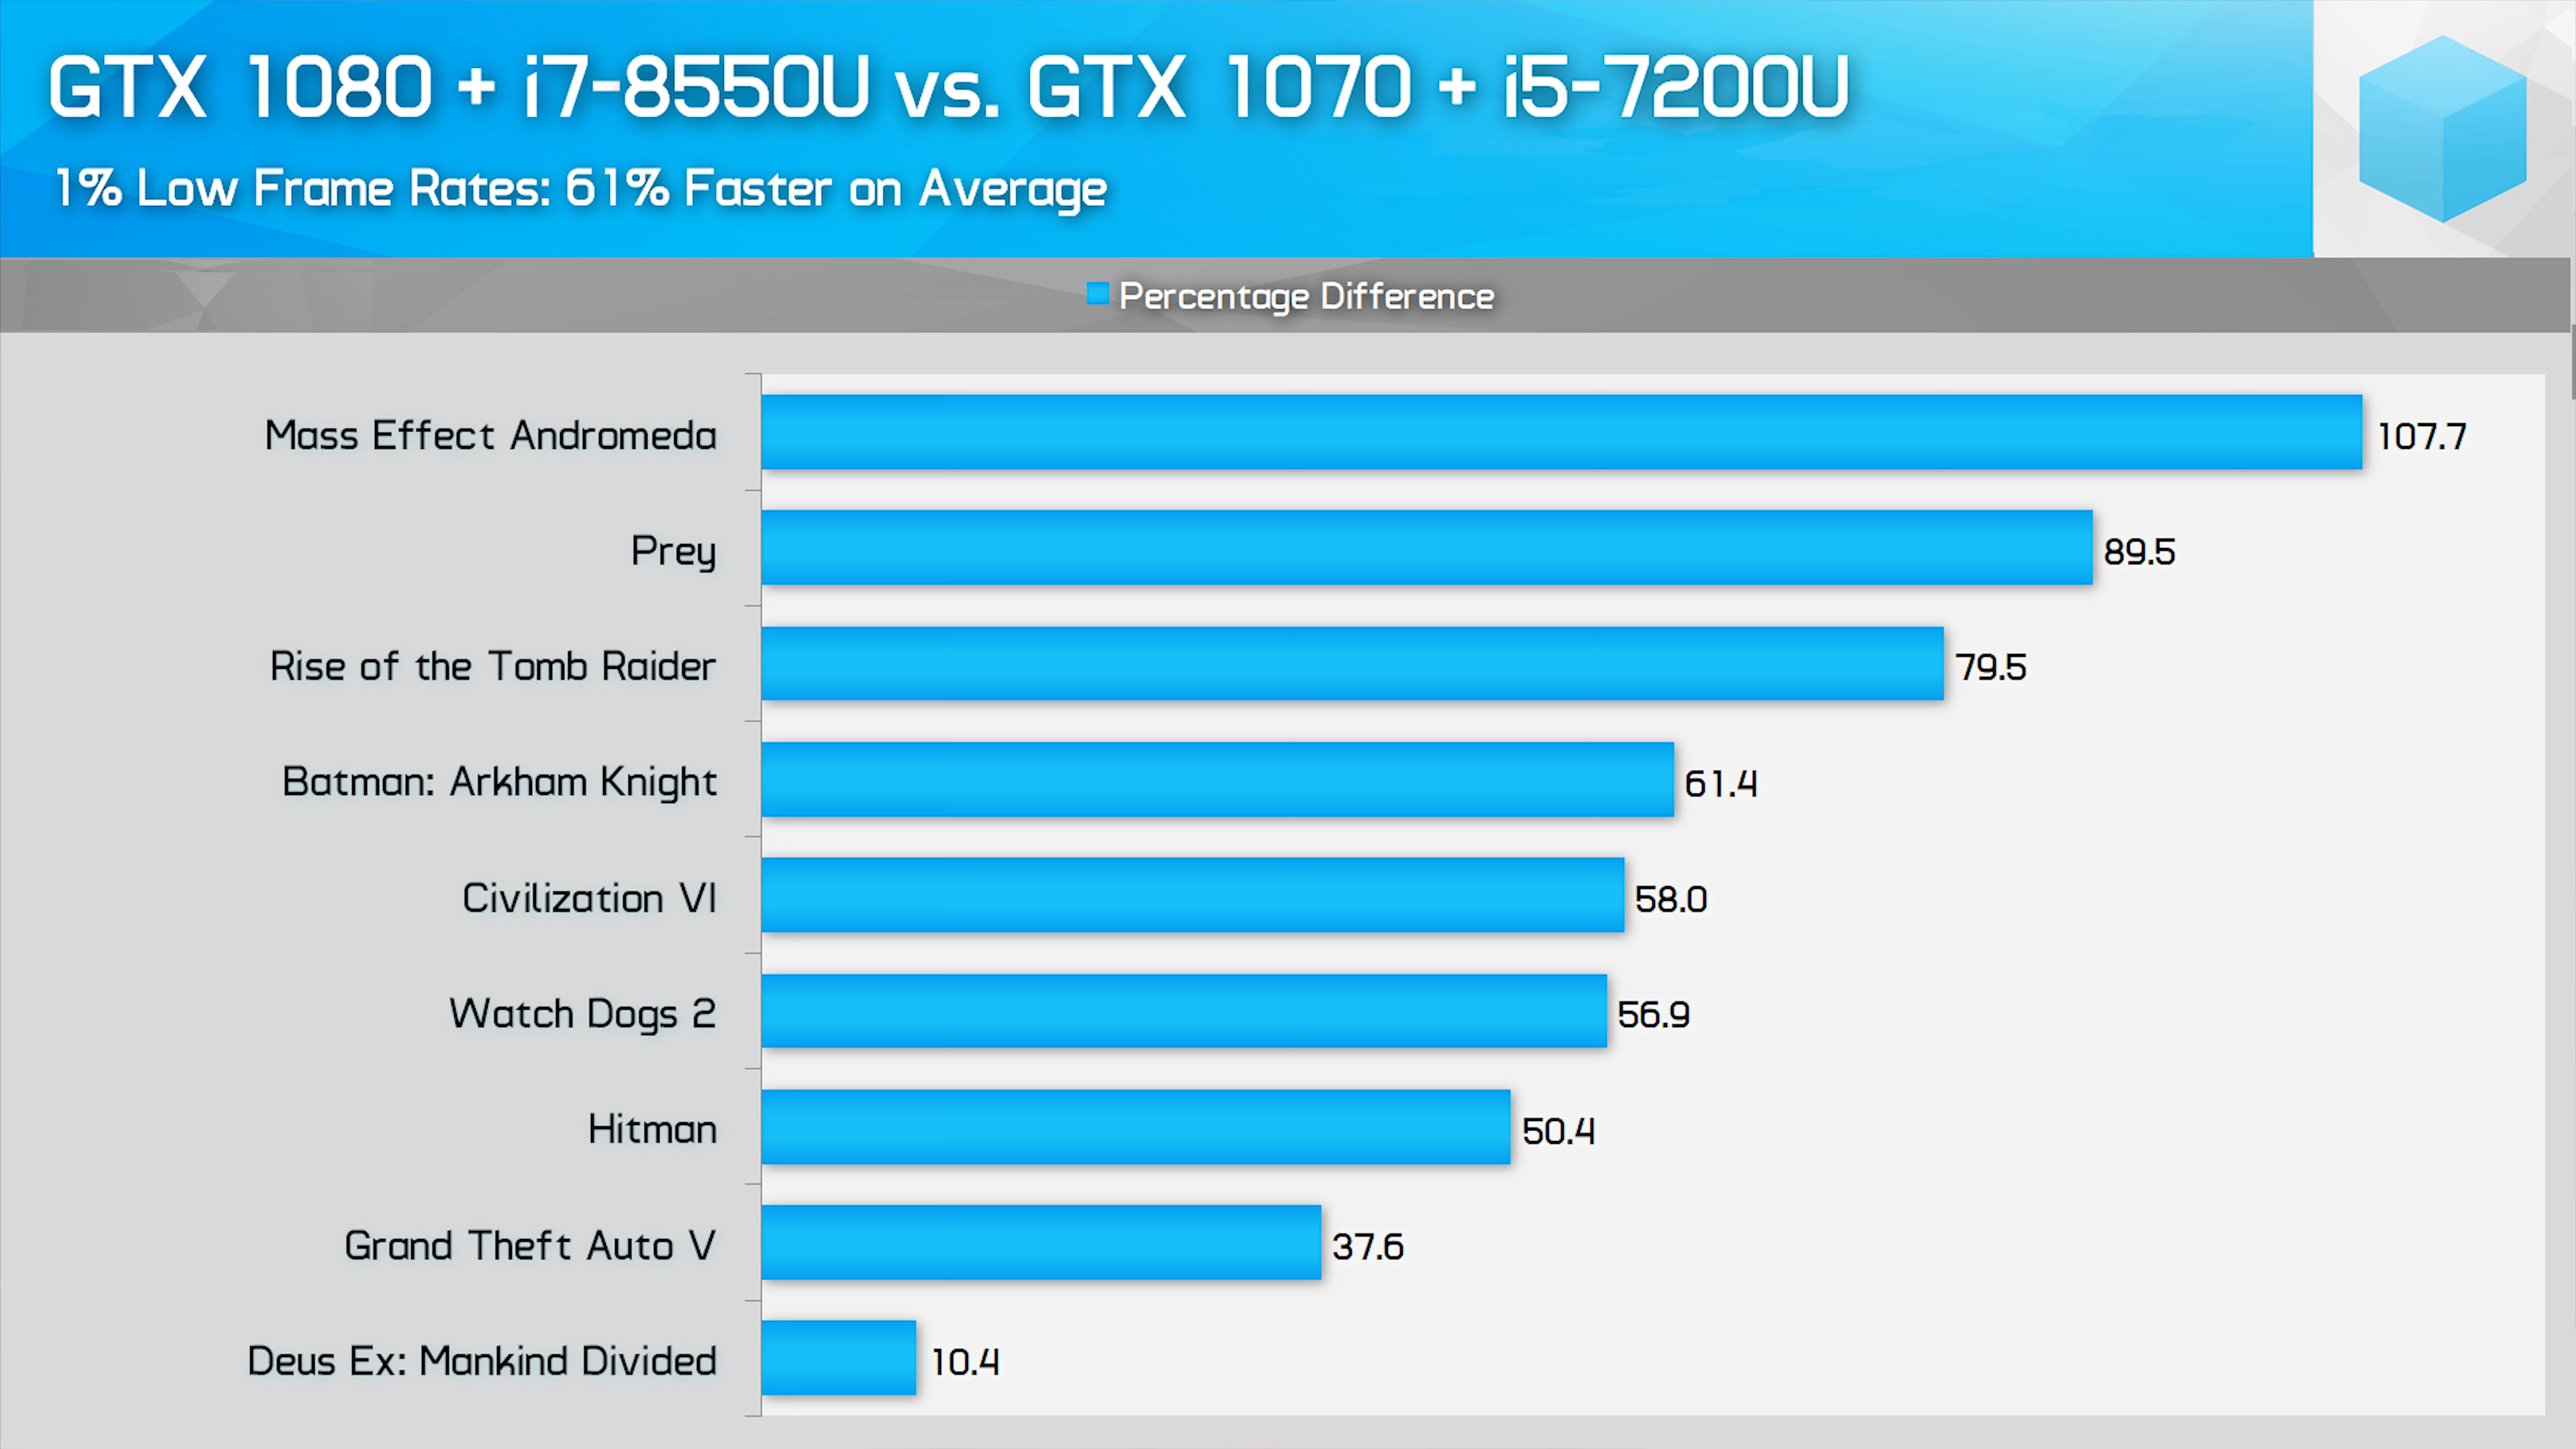 GTX 1080 + i7-8550U vs. GTX 1070 + i5-7200U
1% Low Frame Rates: 61% Faster on Average
Percentage Difference
Mass Effect Andromeda 107.7
Prey 89.5
Rise of the Tomb Raider 79.5
Batman: Arkham Knight 61.4
Civilization VI 58.0
Watch Dogs 2 56.9
Hitman 50.4
Grand Theft Auto V 37.6
Deus Ex: Mankind Divided 10.4